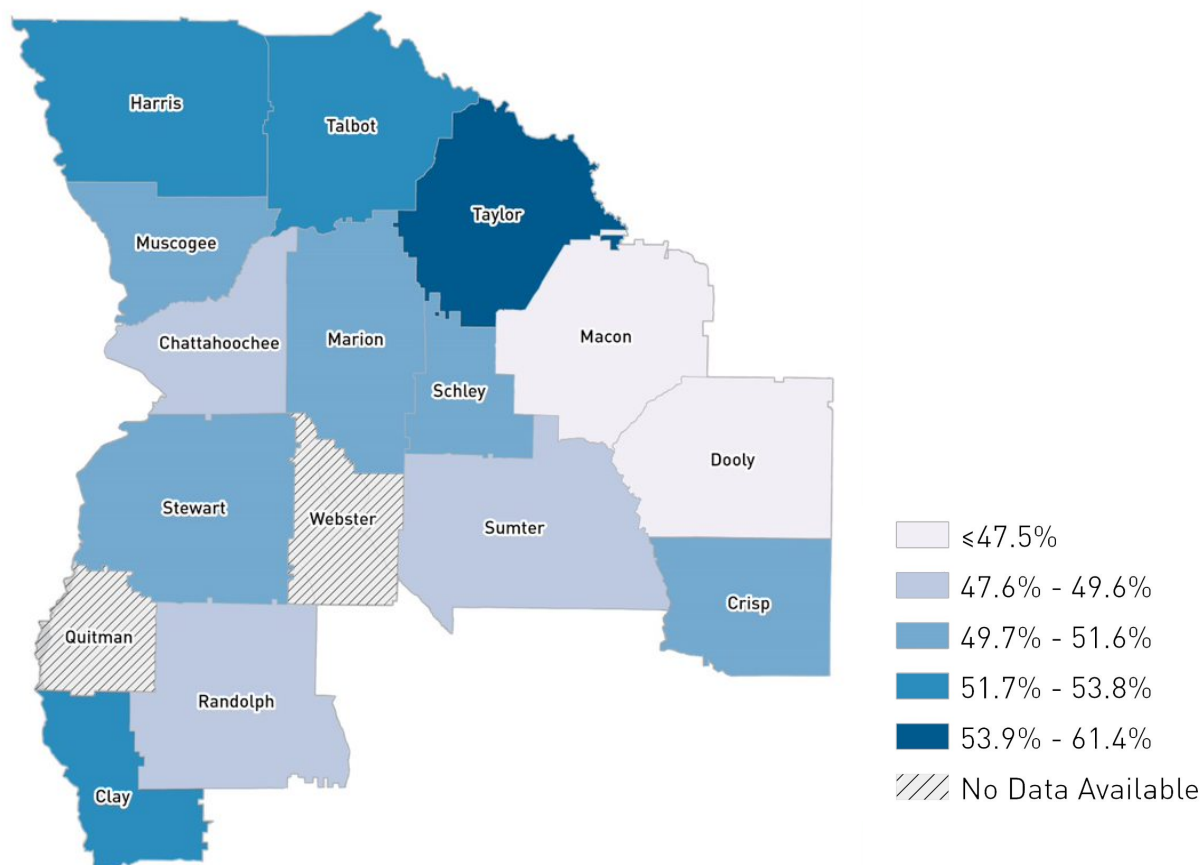 Harris
Talbot
Taylor
Muscogee
Chattahoochee
Marion
Macon
Schley
Dooly
Stewart
Webster
Sumter
Crisp
Quitman
Randolph
Clay
≤47.5%
47.6% - 49.6%
49.7% - 51.6%
51.7% - 53.8%
53.9% - 61.4%
No Data Available